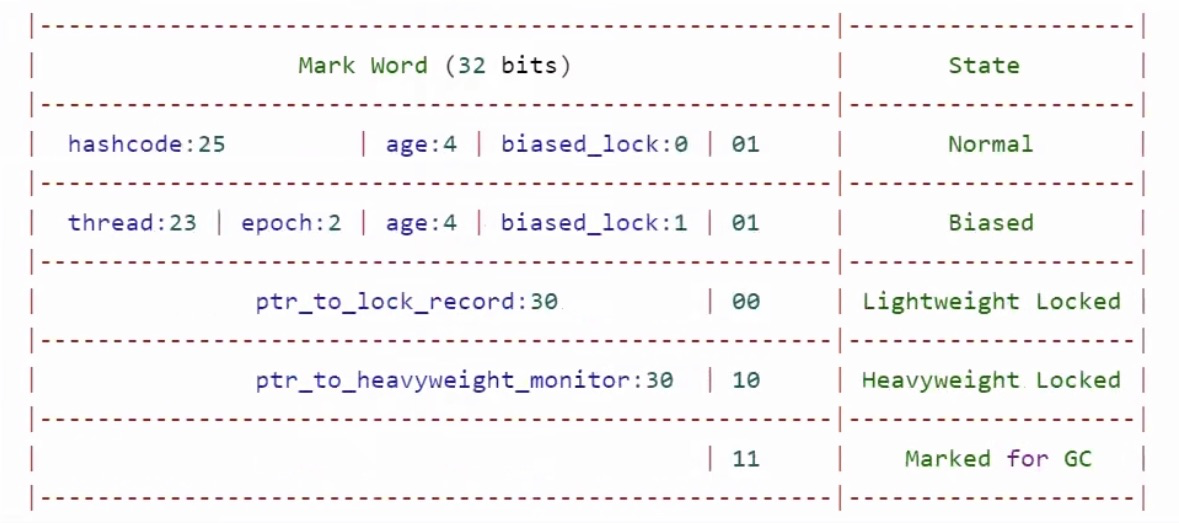 |--------------------------------------------------------|--------------------|
| Mark Word (32 bits) | State |
|--------------------------------------------------------|--------------------|
| hashcode:25 | age:4 | biased_lock:0 | 01 | Normal |
|--------------------------------------------------------|--------------------|
| thread:23 | epoch:2 | age:4 | biased_lock:1 | 01 | Biased |
|--------------------------------------------------------|--------------------|
| ptr_to_lock_record:30 | 00 | Lightweight Locked |
|--------------------------------------------------------|--------------------|
| ptr_to_heavyweight_monitor:30 | 10 | Heavyweight Locked |
|--------------------------------------------------------|--------------------|
| | 11 | Marked for GC |
|--------------------------------------------------------|--------------------|